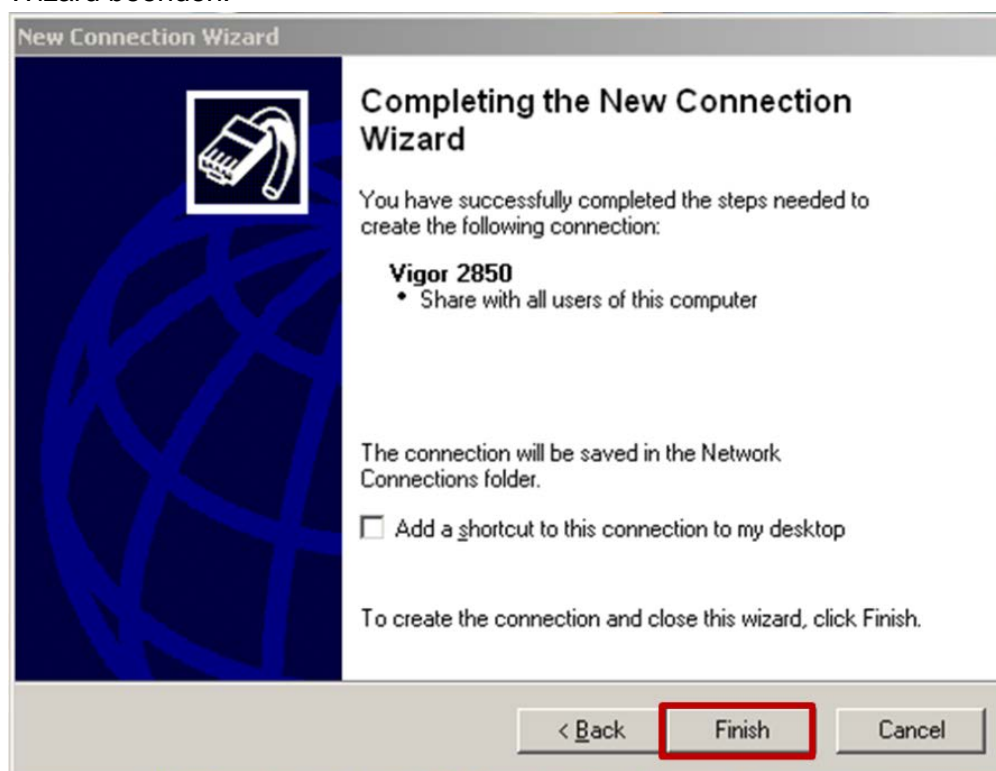 Wizard beenden.
New Connection Wizard
Completing the New Connection
Wizard
You have successfully completed the steps needed to
create the following connection:
Vigor 2850
• Share with all users of this computer
The connection will be saved in the Network
Connections folder.
Add a shortcut to this connection to my desktop
To create the connection and close this wizard, click Finish.
< Back Finish Cancel